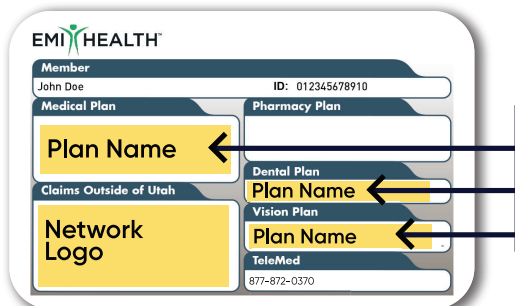 EMI HEALTH
Member
John Doe ID: 012345678910
Medical Plan
Plan Name
Pharmacy Plan
Dental Plan
Plan Name
Claims Outside of Utah
Network
Logo
Vision Plan
Plan Name
TeleMed
877-872-0370